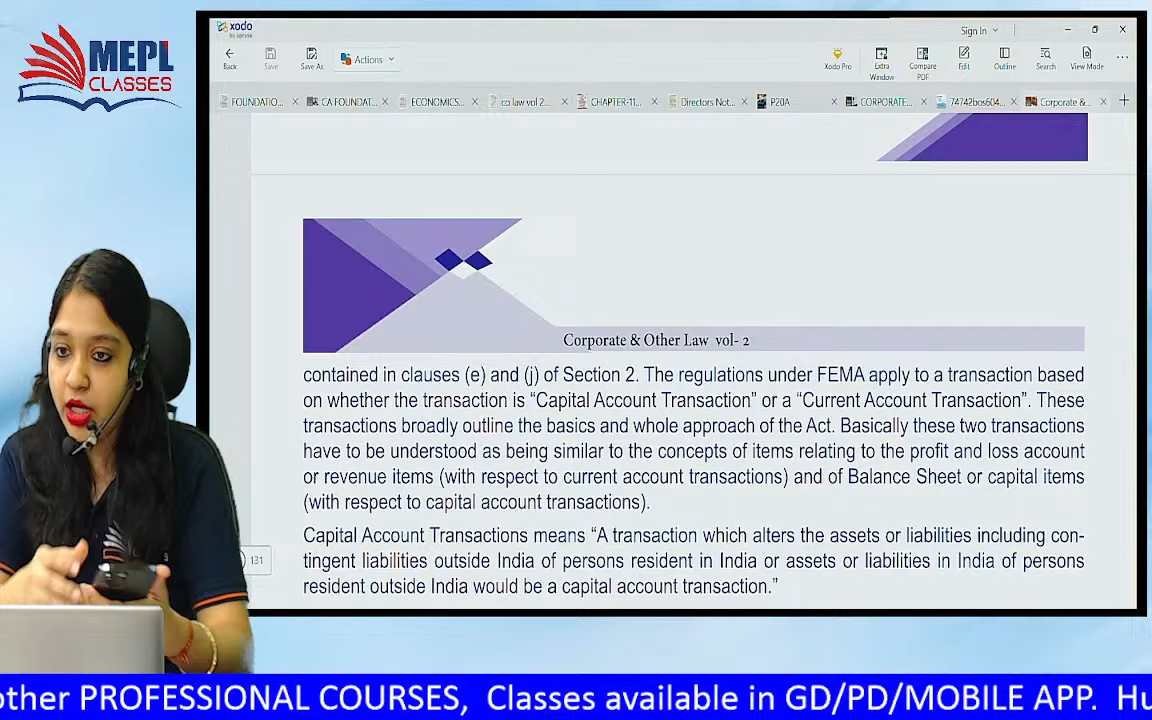 MEPL
CLASSES
xodo
by apryse
Sign In
Back
Save
Save As
Actions
Xodo Pro
Extra
Window
Compare
PDF
Edit
Outline
Search
View Mode
FOUNDATIO...
CA FOUNDAT...
ECONOMICS...
co law vol 2...
CHAPTER-11...
Directors Not...
P20A
CORPORATE...
74742bos604...
Corporate &...
Corporate & Other Law vol- 2
contained in clauses (e) and (j) of Section 2. The regulations under FEMA apply to a transaction based
on whether the transaction is “Capital Account Transaction” or a “Current Account Transaction”. These
transactions broadly outline the basics and whole approach of the Act. Basically these two transactions
have to be understood as being similar to the concepts of items relating to the profit and loss account
or revenue items (with respect to current account transactions) and of Balance Sheet or capital items
(with respect to capital account transactions).
Capital Account Transactions means “A transaction which alters the assets or liabilities including con-
tingent liabilities outside India of persons resident in India or assets or liabilities in India of persons
resident outside India would be a capital account transaction.”
131
other PROFESSIONAL COURSES, Classes available in GD/PD/MOBILE APP. Hu